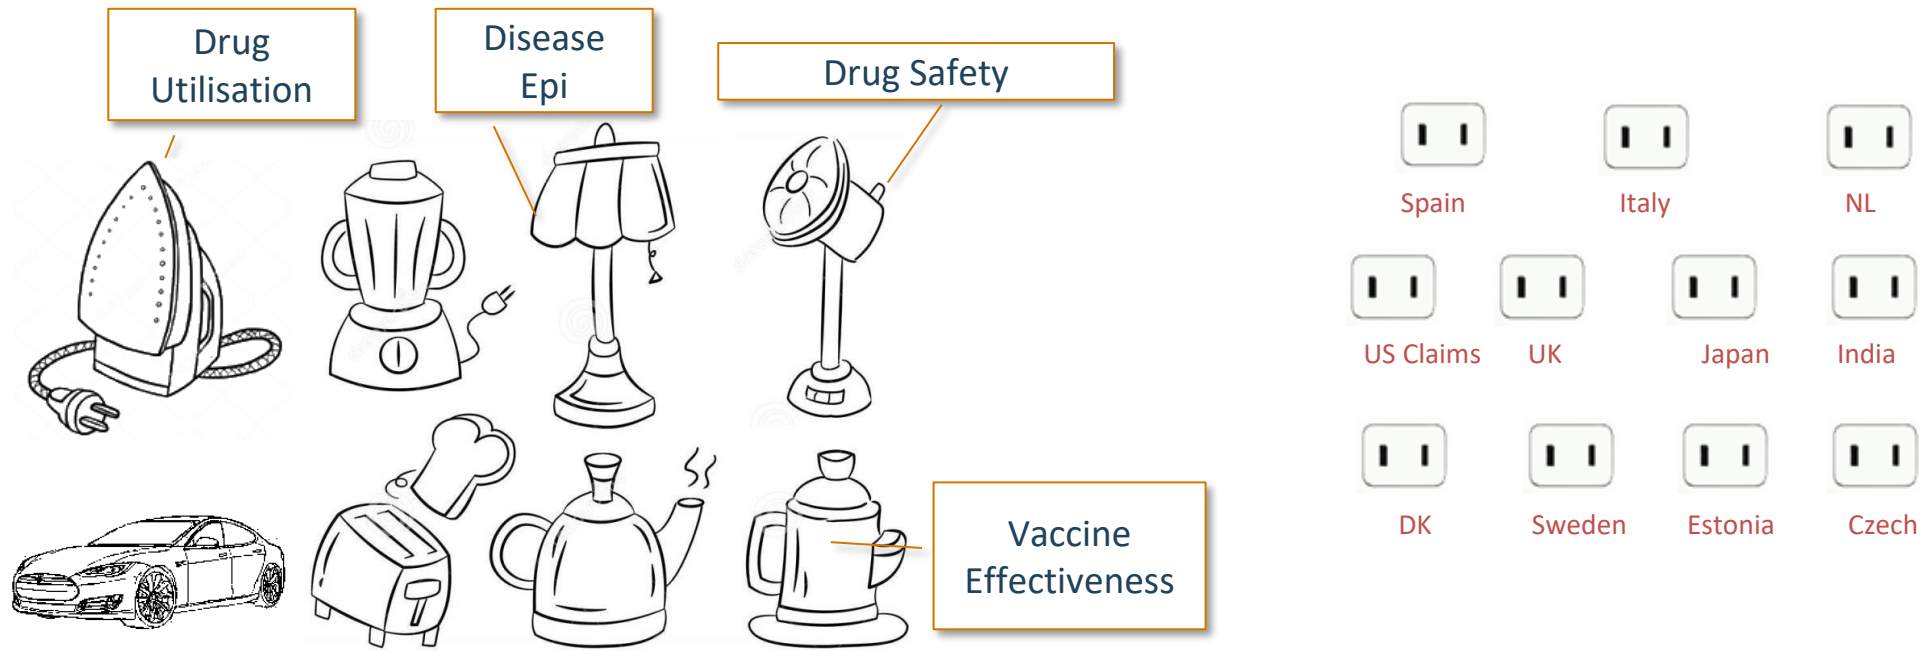 Drug
Utilisation
Disease
Epi
Drug Safety
Vaccine
Effectiveness
Spain
Italy
NL
US Claims
UK
Japan
India
DK
Sweden
Estonia
Czech